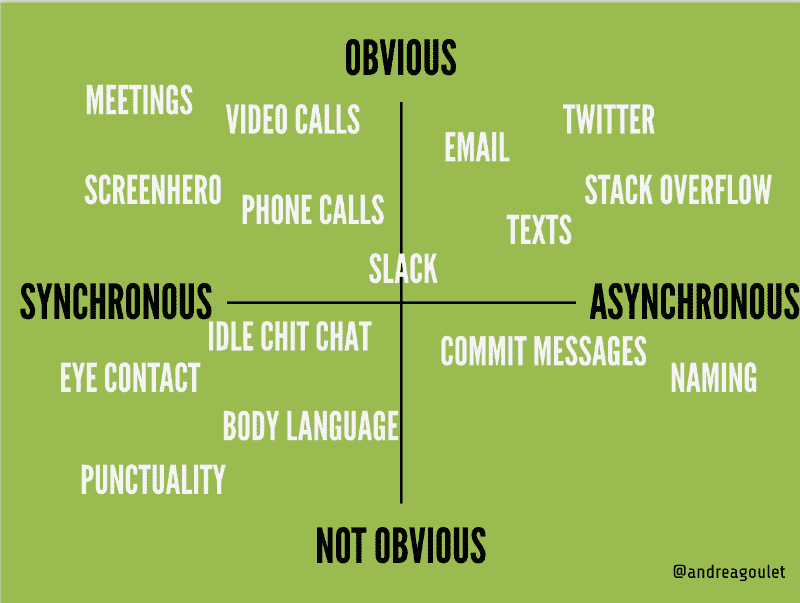 OBVIOUS
MEETINGS
VIDEO CALLS
TWITTER
EMAIL
SCREENHERO
STACK OVERFLOW
PHONE CALLS
TEXTS
SLACK
SYNCHRONOUS
ASYNCHRONOUS
IDLE CHIT CHAT
COMMIT MESSAGES
EYE CONTACT
NAMING
BODY LANGUAGE
PUNCTUALITY
NOT OBVIOUS
@andreagoulet